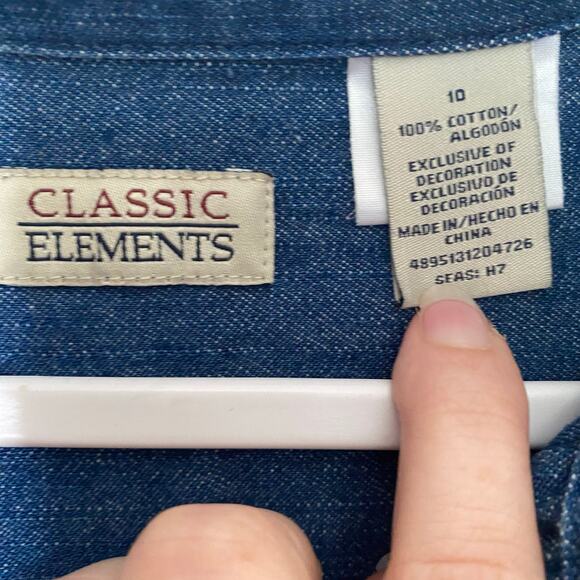 CLASSIC
ELEMENTS
10
100% COTTON/
ALGODÓN
EXCLUSIVE OF
DECORATION
EXCLUSIVO DE
DECORACIÓN
MADE IN/HECHO EN
CHINA
4895131204726
SEAS: H7